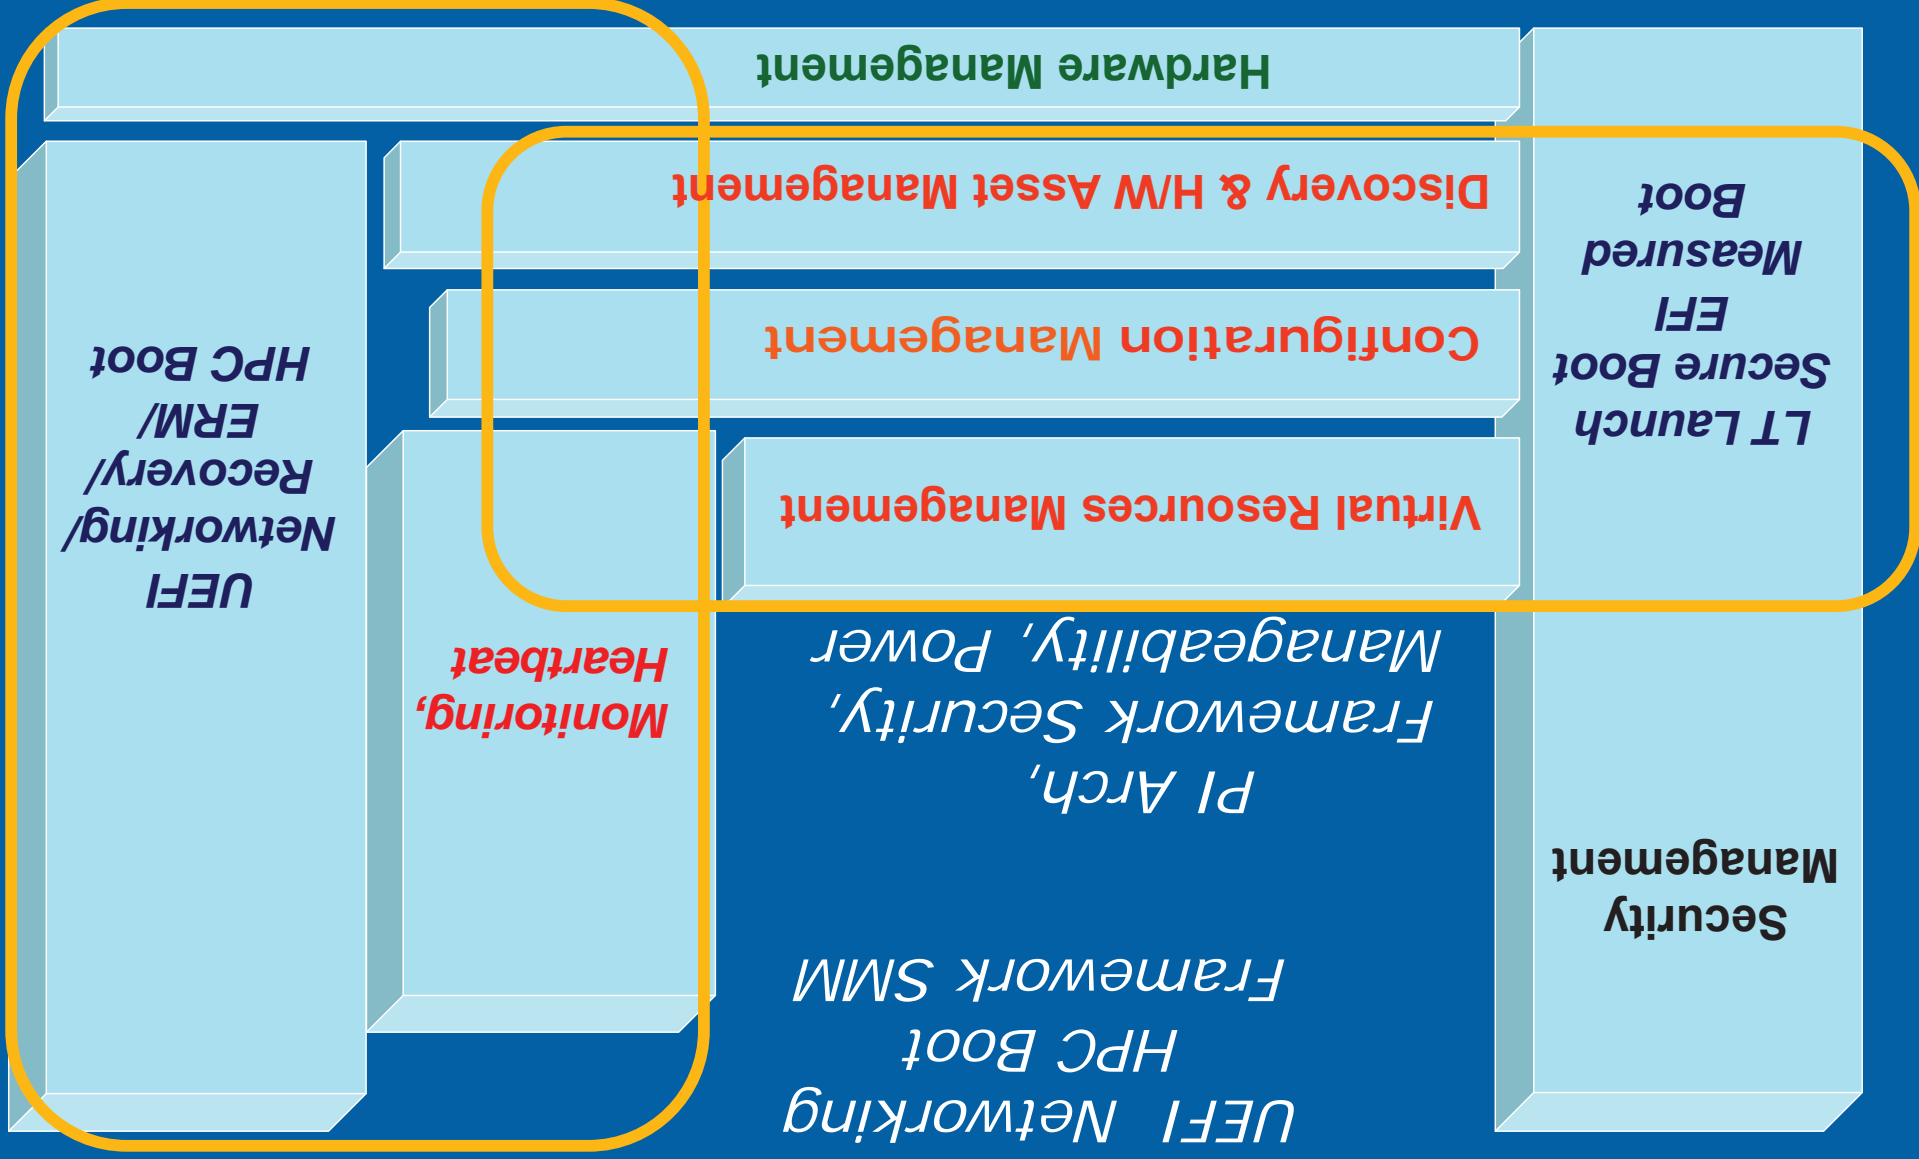 UEFI Networking
HPC Boot
Framework SMM
Security
Management
PI Arch,
Framework Security,
Manageability, Power
Monitoring,
Heartbeat
UEFI
Networking/
Recovery/
ERM/
HPC Boot
Virtual Resources Management
LT Launch
Secure Boot
EFI
Measured
Boot
Configuration Management
Discovery & H/W Asset Management
Hardware Management